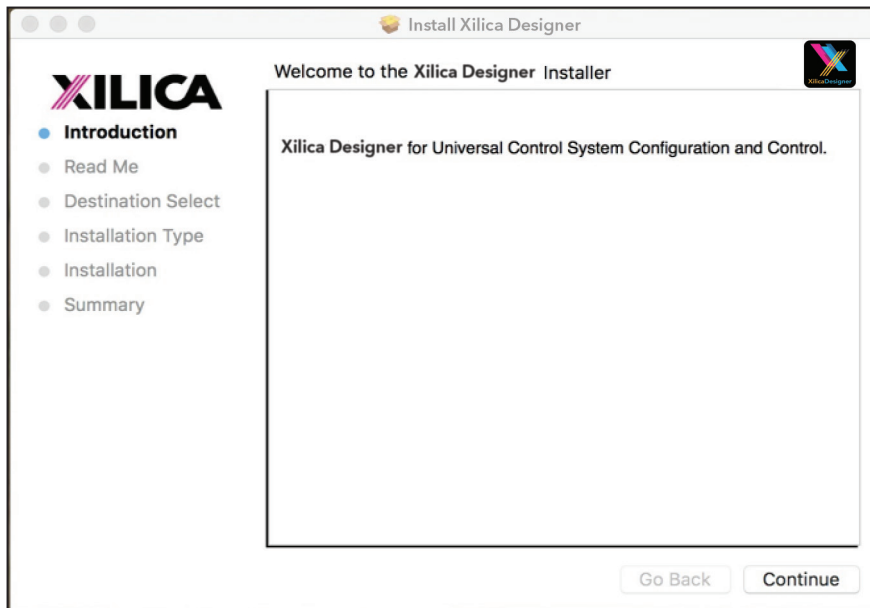 Install Xilica Designer
XILICA
Welcome to the Xilica Designer Installer
XilicaDesigner
Introduction
Read Me
Destination Select
Installation Type
Installation
Summary
Xilica Designer for Universal Control System Configuration and Control.
Go Back
Continue